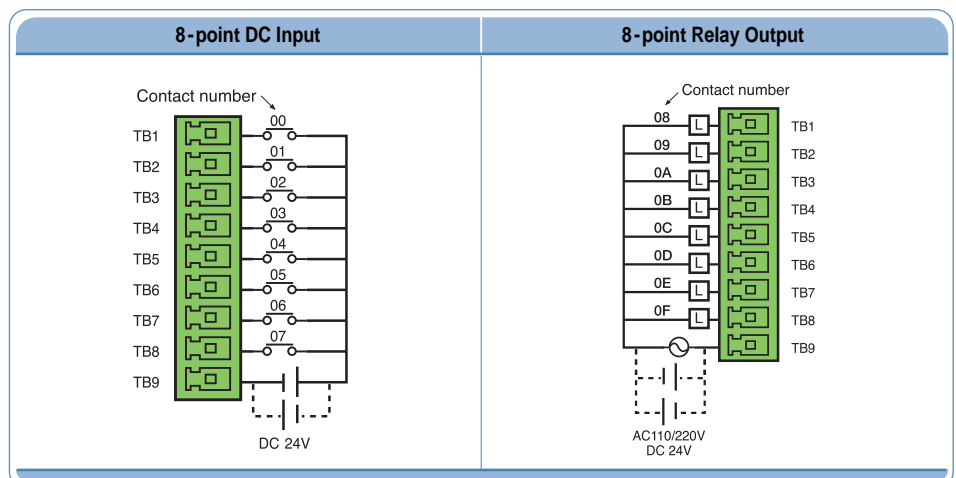 8-point DC Input
8-point Relay Output
Contact number
00
TB1
01
TB2
02
TB3
03
TB4
04
TB5
05
TB6
06
TB7
07
TB8
TB9
DC 24V
Contact number
08 L TB1
09 L TB2
0A L TB3
0B L TB4
0C L TB5
0D L TB6
0E L TB7
0F L TB8
TB9
AC110/220V
DC 24V